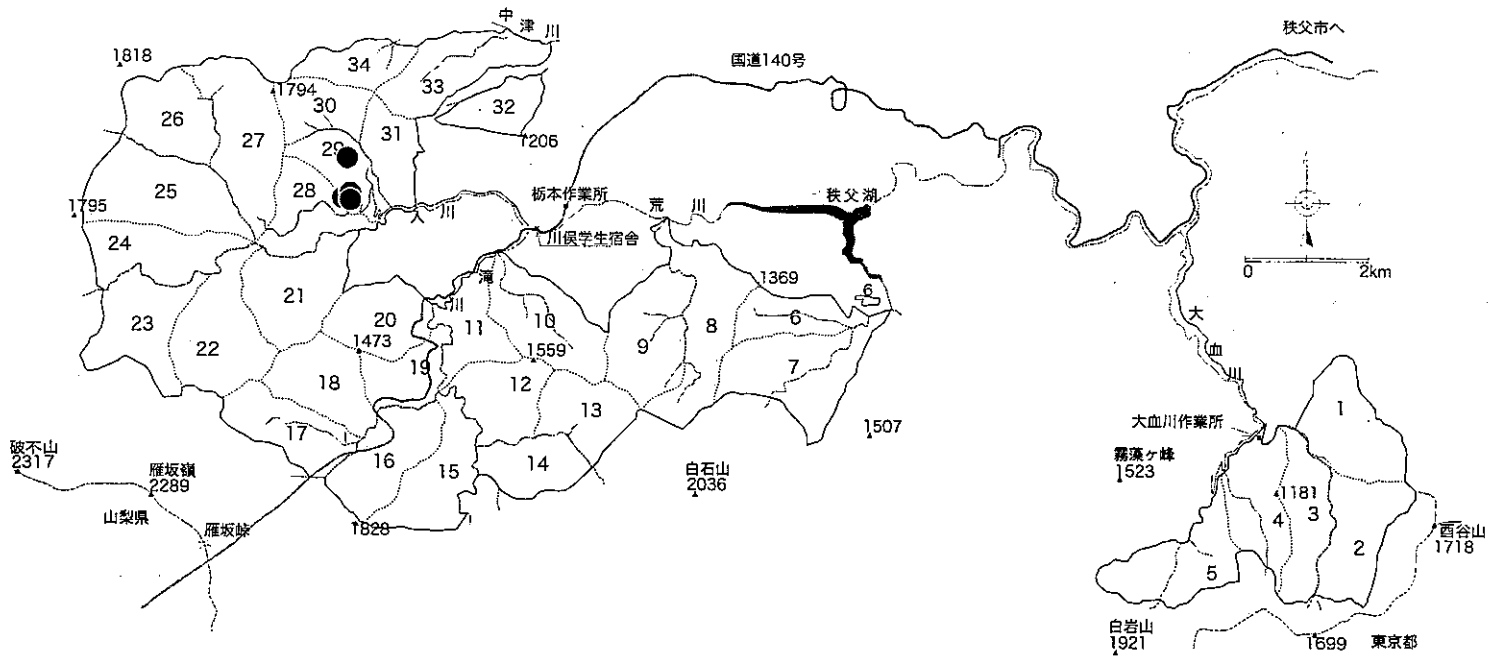 中津川
秩父市へ
1818
国道140号
34
33
1794
30
32
26
27
31
29
206
25
28
栃本作業所
秩父湖
1795
入川
荒川
川俣学生宿舎
24
0 2km
滝川
1369
6
21
大血川
23
22
20
11
10
8
6
1473
1559
9
7
19
18
12
13
1
17
1507
大血川作業所
破不山
2317
雁坂嶺
2289
16
15
14
白石山
2036
霧藻ヶ峰
1523
1181
4
3
酉谷山
1718
山梨県
雁坂峠
1828
2
5
白岩山
1921
1699
東京都